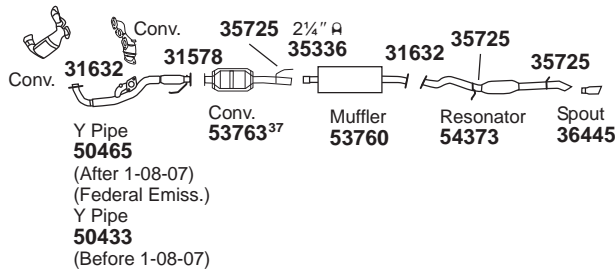 Conv.
Conv.
31632
31578
35725
2¼" 
35336
31632
35725
35725
Y Pipe
50465
(After 1-08-07)
(Federal Emiss.)
Y Pipe
50433
(Before 1-08-07)
Conv.
53763³⁷
Muffler
53760
Resonator
54373
Spout
36445